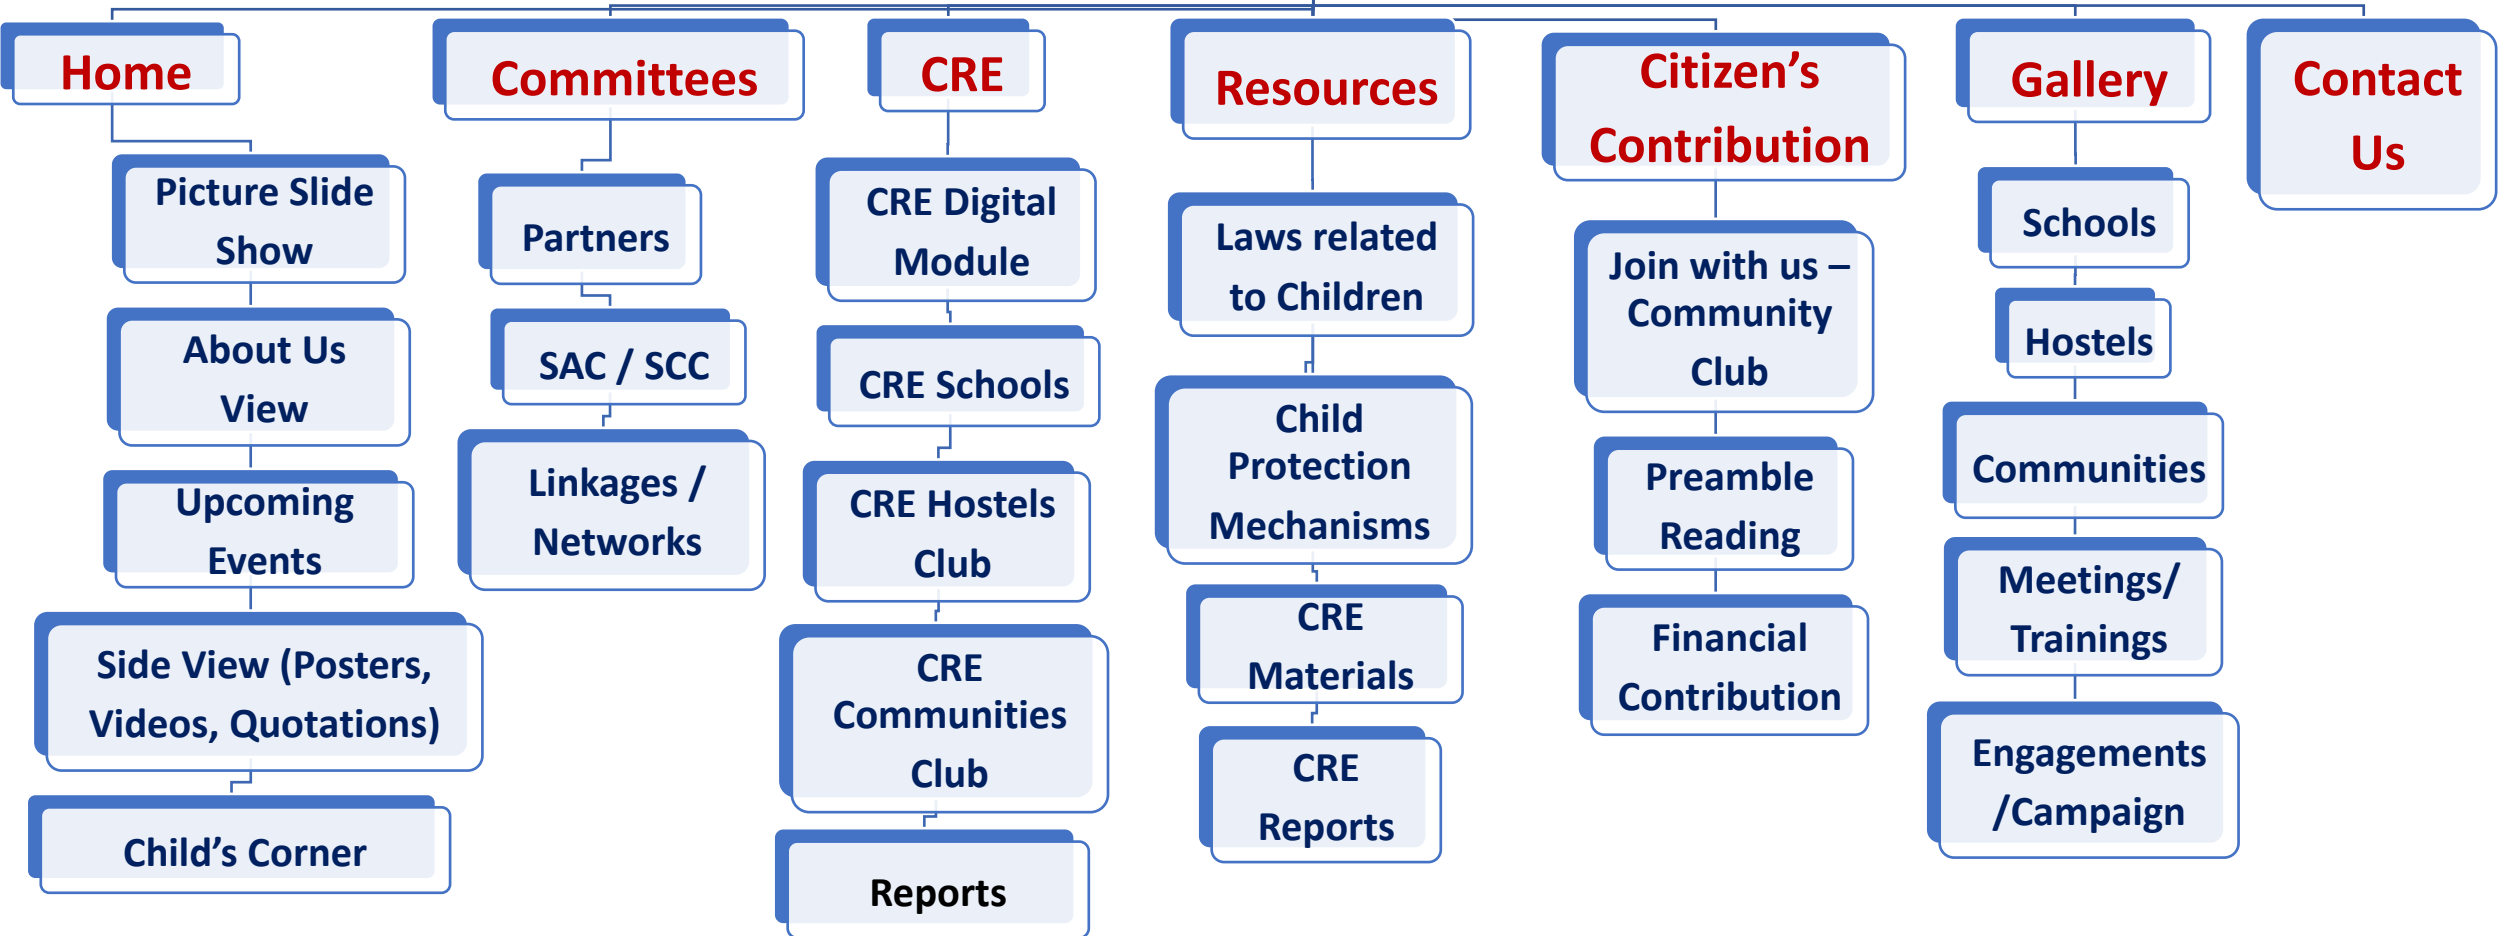 Home
Picture Slide
Show
About Us
View
Upcoming
Events
Side View (Posters,
Videos, Quotations)
Child’s Corner
Committees
Partners
SAC / SCC
Linkages /
Networks
CRE
CRE Digital
Module
CRE Schools
CRE Hostels
Club
CRE
Communities
Club
Reports
Resources
Laws related
to Children
Child
Protection
Mechanisms
CRE
Materials
CRE
Reports
Citizen’s
Contribution
Join with us –
Community
Club
Preamble
Reading
Financial
Contribution
Gallery
Schools
Hostels
Communities
Meetings/
Trainings
Engagements
/Campaign
Contact
Us